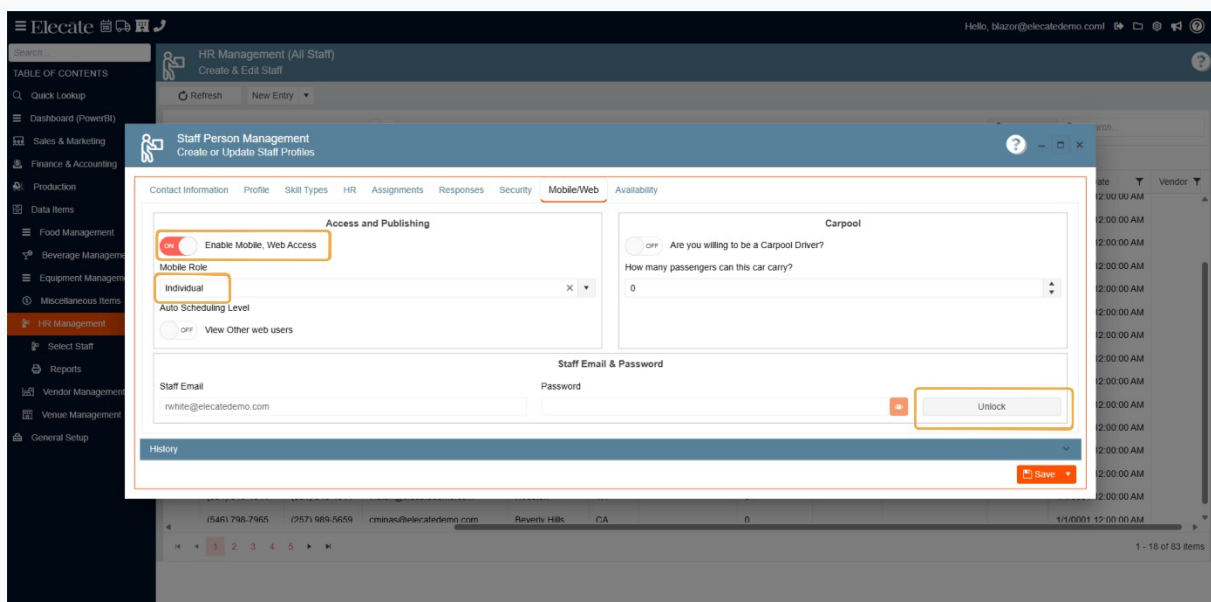 Elecate
Hello, blazor@elecatedemo.com!
Search...
TABLE OF CONTENTS
Quick Lookup
Dashboard (PowerBI)
Sales & Marketing
Finance & Accounting
Production
Data Items
Food Management
Beverage Manageme
Equipment Managem
Miscellaneous Items
HR Management
Select Staff
Reports
Vendor Management
Venue Management
General Setup
HR Management (All Staff)
Create & Edit Staff
Refresh New Entry
Staff Person Management
Create or Update Staff Profiles
Contact Information Profile Skill Types HR Assignments Responses Security Mobile/Web Availability
Access and Publishing
ON Enable Mobile, Web Access
Mobile Role
Individual
Auto Scheduling Level
OFF View Other web users
Carpool
OFF Are you willing to be a Carpool Driver?
How many passengers can this car carry?
0
Staff Email & Password
Staff Email Password
rwhite@elecatedemo.com Unlock
History
Save
Vendor
12:00:00 AM
12:00:00 AM
12:00:00 AM
12:00:00 AM
12:00:00 AM
12:00:00 AM
12:00:00 AM
12:00:00 AM
12:00:00 AM
12:00:00 AM
12:00:00 AM
12:00:00 AM
12:00:00 AM
12:00:00 AM
(546) 798-7965 (257) 989-5659 cminas@elecatedemo.com Beverly Hills CA 0 1/1/0001 12:00:00 AM
1 2 3 4 5
1 - 18 of 83 items